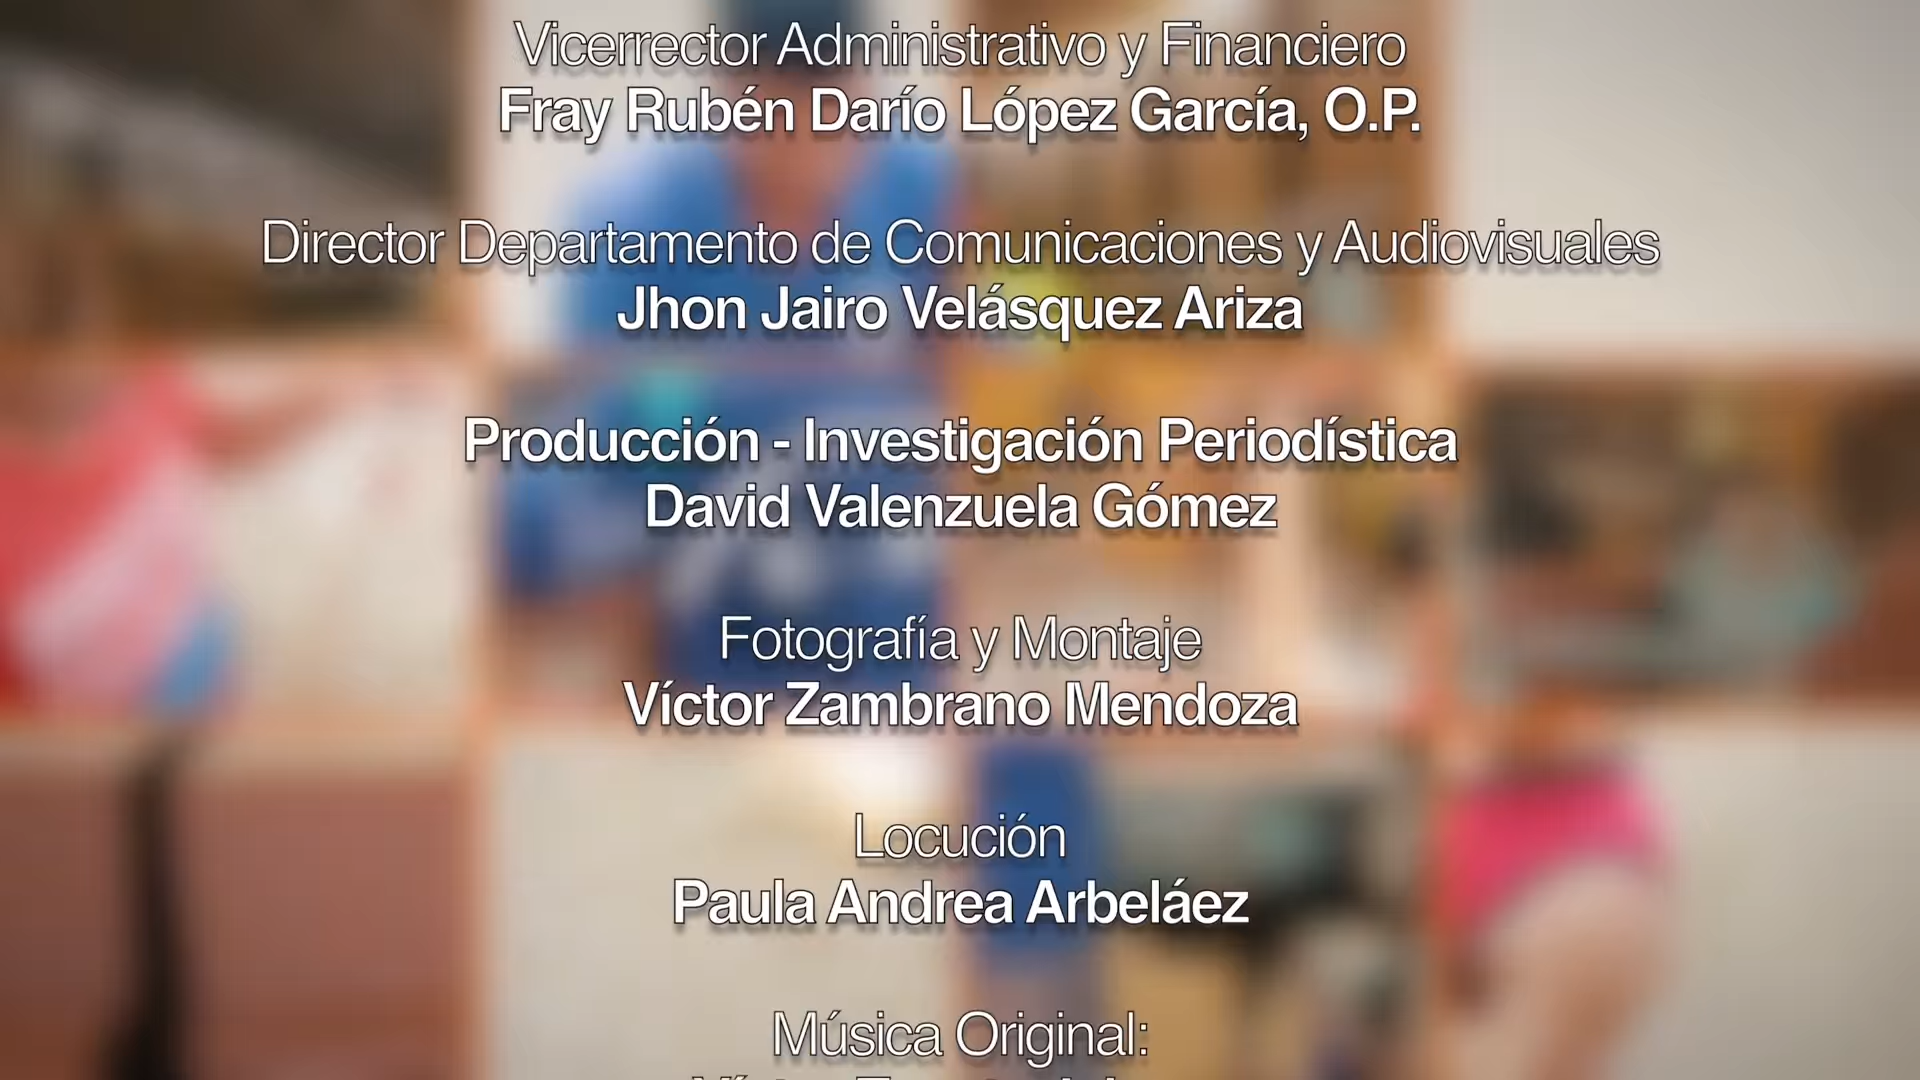 Vicerrector Administrativo y Financiero
Fray Rubén Darío López García, O.P.
Director Departamento de Comunicaciones y Audiovisuales
Jhon Jairo Velásquez Ariza
Producción - Investigación Periodística
David Valenzuela Gómez
Fotografía y Montaje
Víctor Zambrano Mendoza
Locución
Paula Andrea Arbeláez
Música Original: